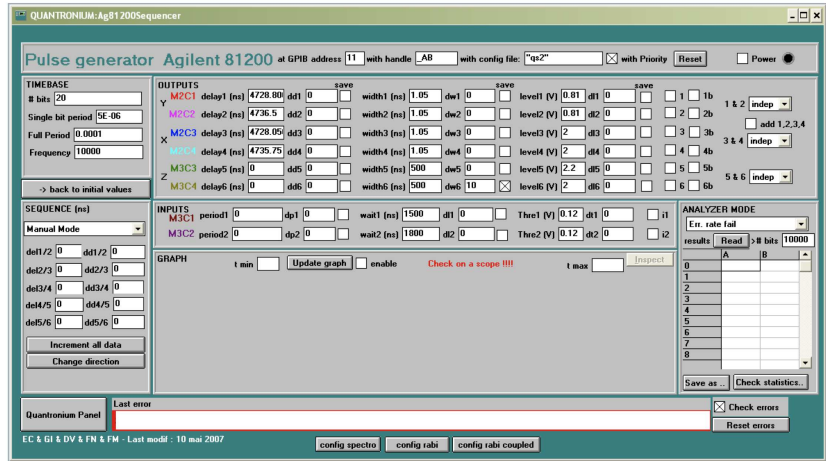 QUANTRONIUM:Ag81200Sequencer
Pulse generator Agilent 81200 at GPIB address 11 with handle _AB with config file: "qs2" with Priority Reset Power
TIMEBASE
# bits 20
Single bit period 5E-06
Full Period 0.0001
Frequency 10000
-> back to initial values
OUTPUTS save save save
Y M2C1 delay1 (ns) 4728.80 dd1 0 width1 (ns) 1.05 dw1 0 level1 (V) 0.81 dl1 0 1 1b
M2C2 delay2 (ns) 4736.5 dd2 0 width2 (ns) 1.05 dw2 0 level2 (V) 0.81 dl2 0 2 2b
X M2C3 delay3 (ns) 4728.05 dd3 0 width3 (ns) 1.05 dw3 0 level3 (V) 2 dl3 0 3 3b
M2C4 delay4 (ns) 4735.75 dd4 0 width4 (ns) 1.05 dw4 0 level4 (V) 2 dl4 0 4 4b
Z M3C3 delay5 (ns) 0 dd5 0 width5 (ns) 500 dw5 0 level5 (V) 2.2 dl5 0 5 5b
M3C4 delay6 (ns) 0 dd6 0 width6 (ns) 500 dw6 10 level6 (V) 2 dl6 0 6 6b
1 & 2 indep
add 1,2,3,4
3 & 4 indep
5 & 6 indep
SEQUENCE (ns)
Manual Mode
del1/2 0 dd1/2 0
del2/3 0 dd2/3 0
del3/4 0 dd3/4 0
del4/5 0 dd4/5 0
del5/6 0 dd5/6 0
Increment all data
Change direction
INPUTS
M3C1 period1 0 dp1 0 wait1 (ns) 1500 dl1 0 Thre1 (V) 0.12 dt1 0 i1
M3C2 period2 0 dp2 0 wait2 (ns) 1800 dl2 0 Thre2 (V) 0.12 dt2 0 i2
GRAPH t min Update graph enable Check on a scope !!!! t max Inspect
ANALYZER MODE
Err. rate fail
results Read ># bits 10000
A B
0
1
2
3
4
5
6
7
8
Save as .. Check statistics..
Quantronium Panel
Last error
Check errors
Reset errors
EC & GI & DV & FN & FM - Last modif : 10 mai 2007
config spectro config rabi config rabi coupled